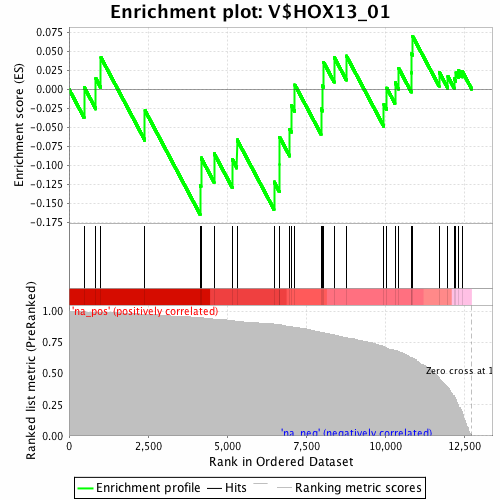 Enrichment plot: V$HOX13_01
Enrichment score (ES)
0.075
0.050
0.025
0.000
-0.025
-0.050
-0.075
-0.100
-0.125
-0.150
-0.175
Ranked list metric (PreRanked)
1.00
0.75
0.50
0.25
0.00
'na_pos' (positively correlated)
Zero cross at 1
'na_neg' (negatively correlated)
0
2,500
5,000
7,500
10,000
12,500
Rank in Ordered Dataset
Enrichment profile
Hits
Ranking metric scores